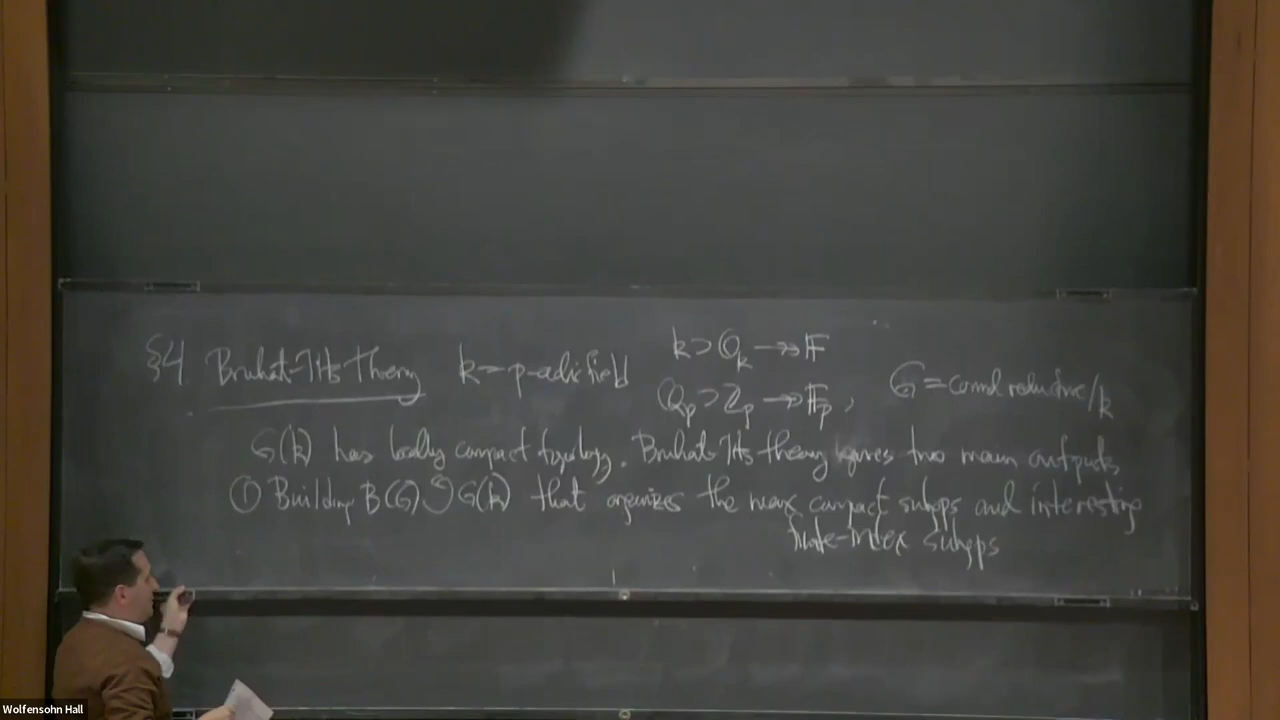 §4 Bruhat-Tits Theory k = p-adic field k ⊃ O_k ↠ 𝔽
Q_p ⊃ Z_p ↠ 𝔽_p , G = conn'd reductive/k
G(k) has locally compact topology. Bruhat-Tits theory gives two main outputs
① Building B(G) ↺ G(k) that organizes the max compact subgps and interesting
finite-index subgps
Wolfensohn Hall